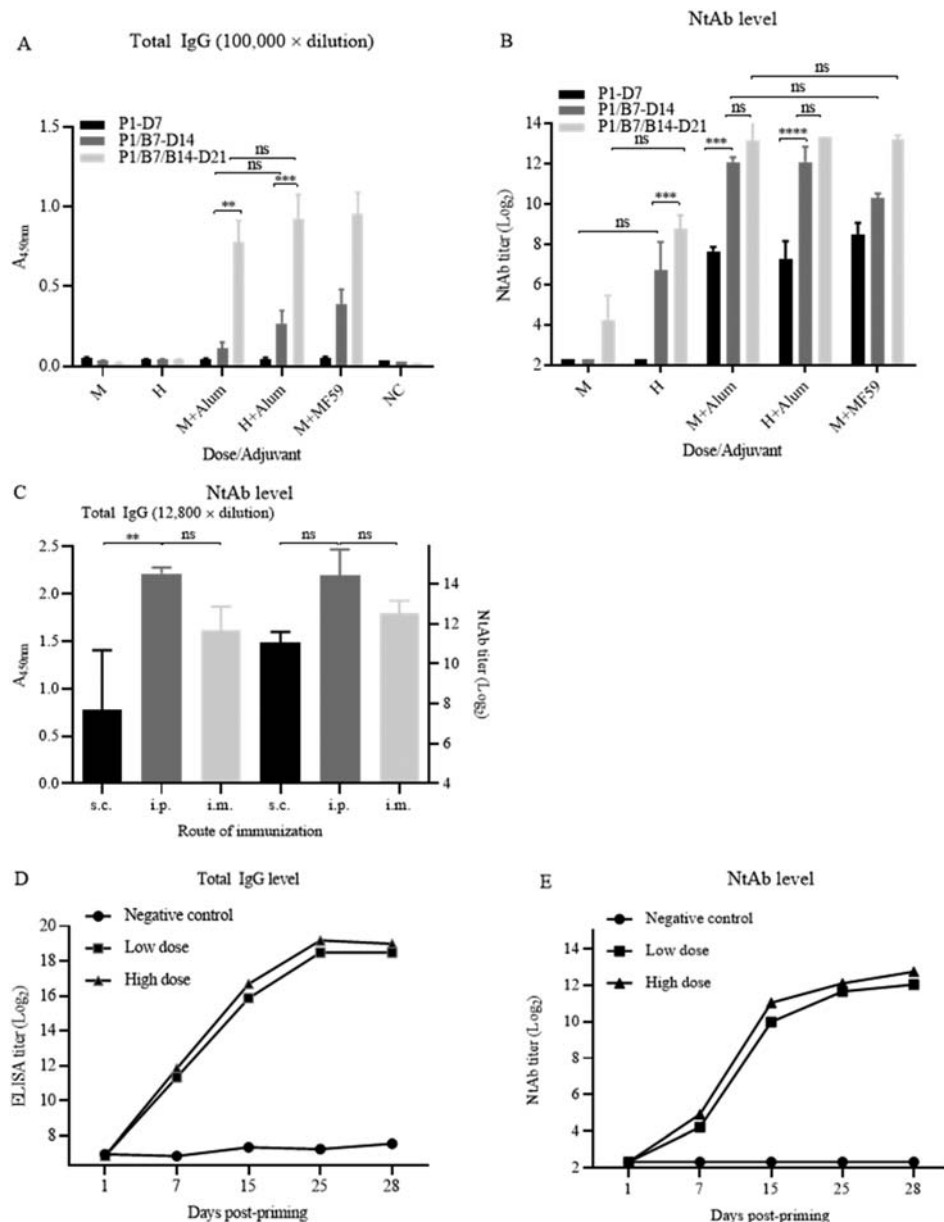 A
Total IgG (100,000 × dilution)
P1-D7
P1/B7-D14
P1/B7/B14-D21
ns
ns
**
***
1.5
1.0
0.5
0.0
A450nm
M
H
M+Alum
H+Alum
M+MF59
NC
Dose/Adjuvant
B
NtAb level
P1-D7
P1/B7-D14
P1/B7/B14-D21
ns
ns
ns
ns
ns
ns
***
***
****
14
12
10
8
6
4
2
NtAb titer (Log2)
M
H
M+Alum
H+Alum
M+MF59
Dose/Adjuvant
C
NtAb level
Total IgG (12,800 × dilution)
**
ns
ns
ns
2.5
2.0
1.5
1.0
0.5
0.0
A450nm
14
12
10
8
6
4
NtAb titer (Log2)
s.c.
i.p.
i.m.
s.c.
i.p.
i.m.
Route of immunization
D
Total IgG level
Negative control
Low dose
High dose
20
18
16
14
12
10
8
ELISA titer (Log2)
1
7
15
25
28
Days post-priming
E
NtAb level
Negative control
Low dose
High dose
14
12
10
8
6
4
2
NtAb titer (Log2)
1
7
15
25
28
Days post-priming